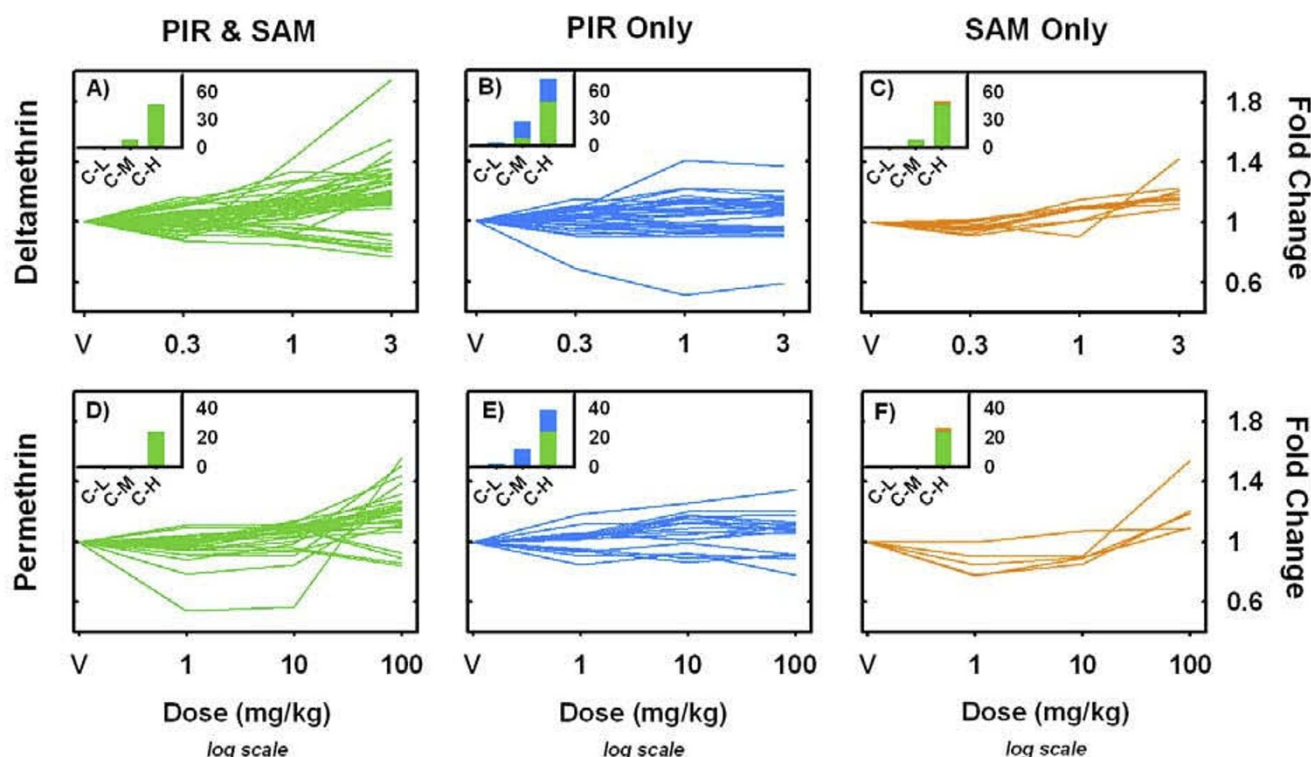 PIR & SAM PIR Only SAM Only
A) 60 30 0 C-L C-M C-H
B) 60 30 0 C-L C-M C-H
C) 60 30 0 C-L C-M C-H
Deltamethrin
1.8
1.4
1
0.6
Fold Change
V 0.3 1 3 V 0.3 1 3 V 0.3 1 3
D) 40 20 0 C-L C-M C-H
E) 40 20 0 C-L C-M C-H
F) 40 20 0 C-L C-M C-H
Permethrin
1.8
1.4
1
0.6
Fold Change
V 1 10 100 V 1 10 100 V 1 10 100
Dose (mg/kg) Dose (mg/kg) Dose (mg/kg)
log scale log scale log scale